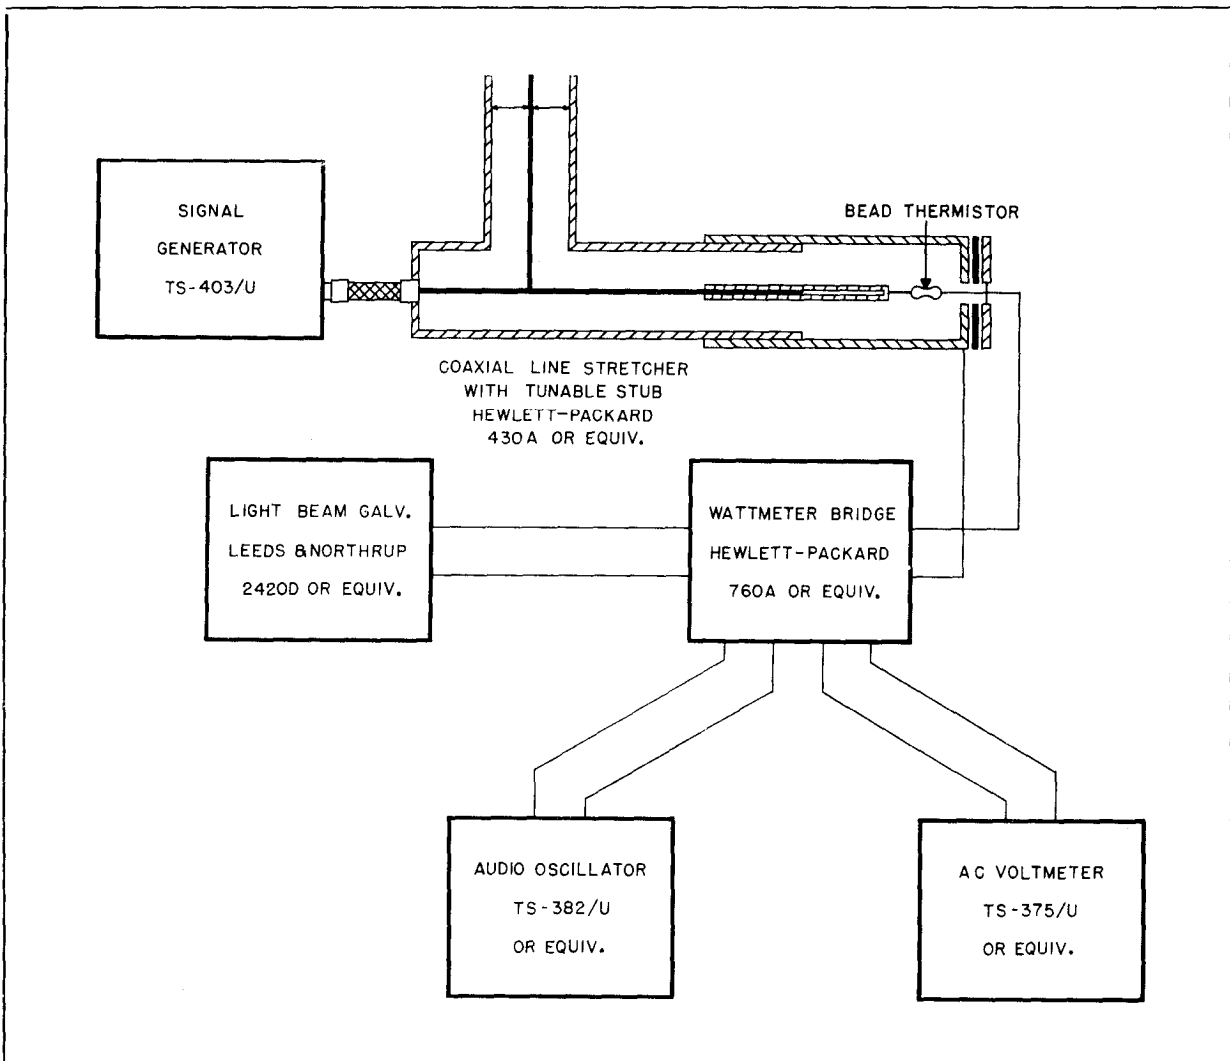 SIGNAL
GENERATOR
TS-403/U
BEAD THERMISTOR
COAXIAL LINE STRETCHER
WITH TUNABLE STUB
HEWLETT-PACKARD
430A OR EQUIV.
LIGHT BEAM GALV.
LEEDS & NORTHRUP
2420D OR EQUIV.
WATTMETER BRIDGE
HEWLETT-PACKARD
760A OR EQUIV.
AUDIO OSCILLATOR
TS-382/U
OR EQUIV.
AC VOLTMETER
TS-375/U
OR EQUIV.